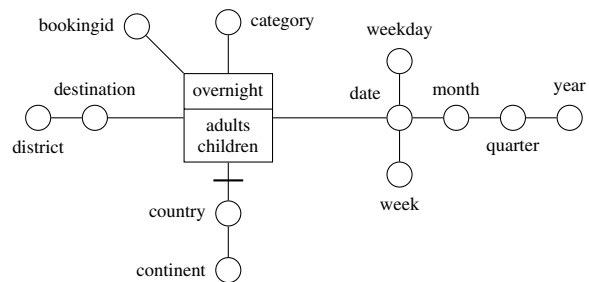 bookingid
category
weekday
destination
overnight
date
month
year
adults
children
district
quarter
week
country
continent